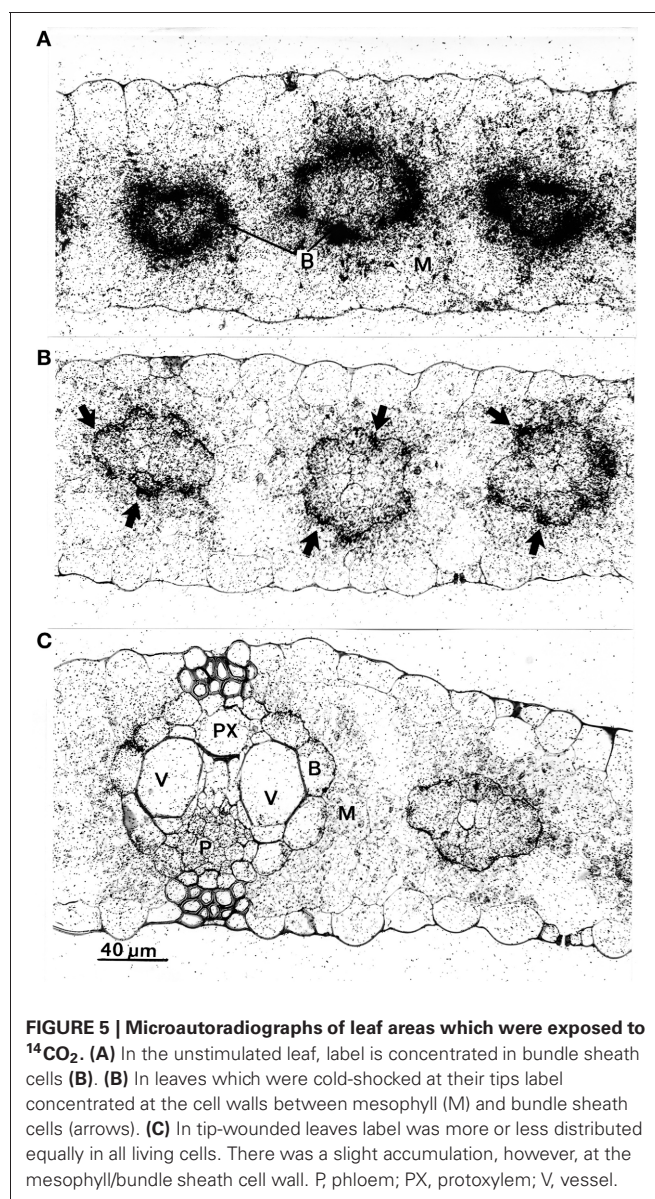 A
B
M
B
C
PX
V
V
B
M
P
40 µm
FIGURE 5 | Microautoradiographs of leaf areas which were exposed to
¹⁴CO₂. (A) In the unstimulated leaf, label is concentrated in bundle sheath
cells (B). (B) In leaves which were cold-shocked at their tips label
concentrated at the cell walls between mesophyll (M) and bundle sheath
cells (arrows). (C) In tip-wounded leaves label was more or less distributed
equally in all living cells. There was a slight accumulation, however, at the
mesophyll/bundle sheath cell wall. P, phloem; PX, protoxylem; V, vessel.